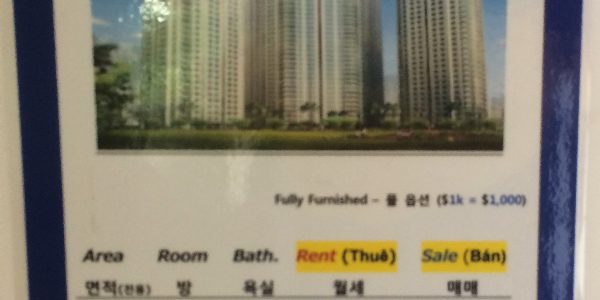 Fully Furnished – 풀 옵션 ($1k = $1,000)
Area Room Bath. Rent (Thuê) Sale (Bán)
면적(전용) 방 욕실 월세 매매